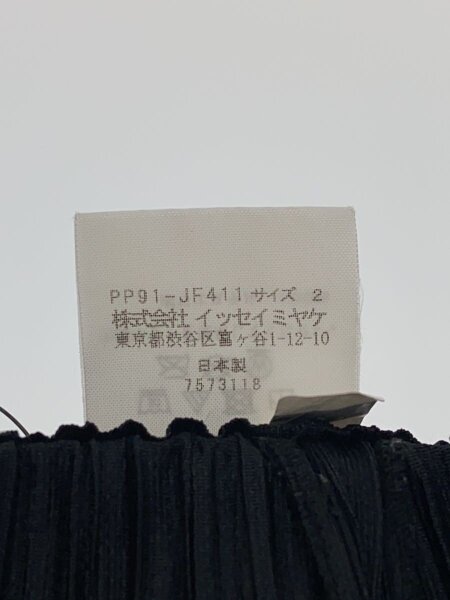 PP91-JF411 サイズ 2
株式会社 イッセイミヤケ
東京都渋谷区富ヶ谷1-12-10
日本製
7573118